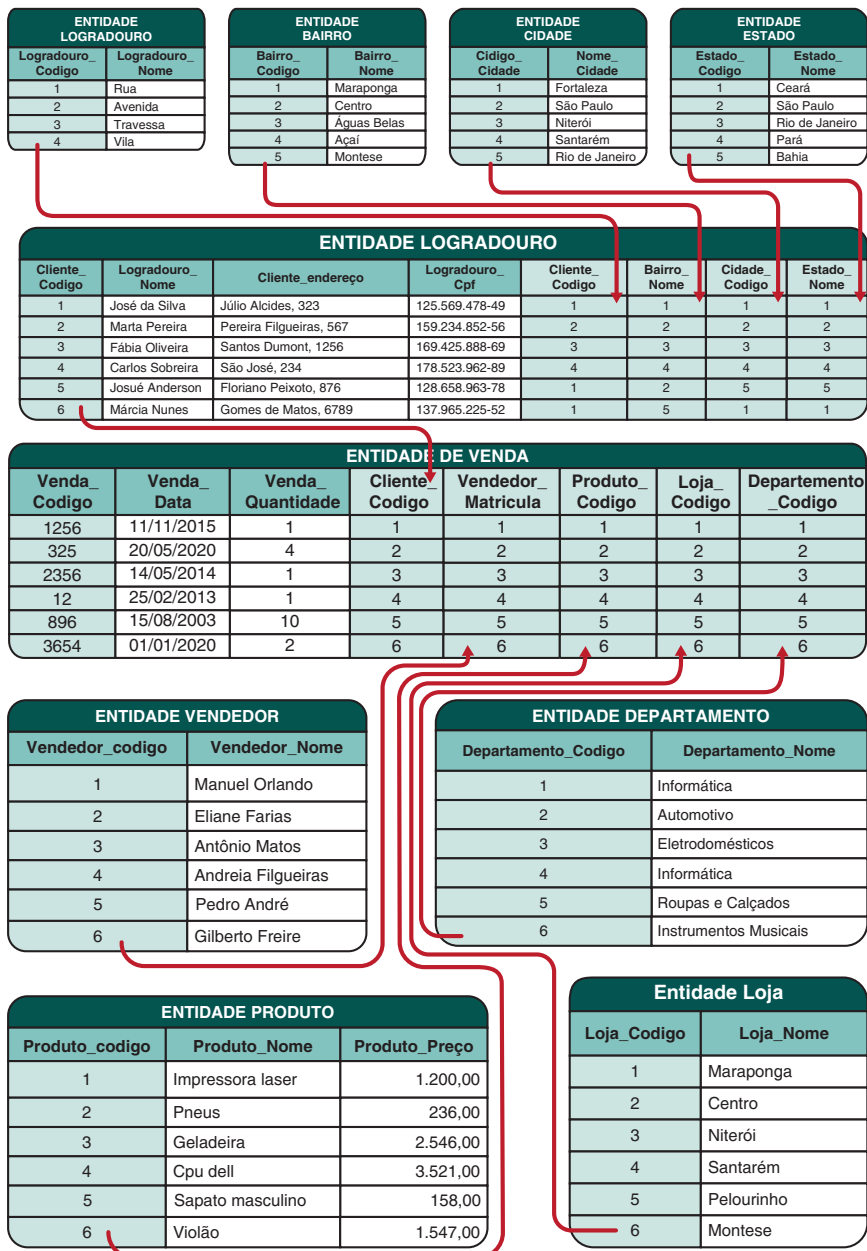 ENTIDADE
LOGRADOURO
Logradouro_ Logradouro_
Codigo Nome
1 Rua
2 Avenida
3 Travessa
4 Vila
ENTIDADE
BAIRRO
Bairro_ Bairro_
Codigo Nome
1 Maraponga
2 Centro
3 Águas Belas
4 Açaí
5 Montese
ENTIDADE
CIDADE
Cidigo_ Nome_
Cidade Cidade
1 Fortaleza
2 São Paulo
3 Niterói
4 Santarém
5 Rio de Janeiro
ENTIDADE
ESTADO
Estado_ Estado_
Codigo Nome
1 Ceará
2 São Paulo
3 Rio de Janeiro
4 Pará
5 Bahia
ENTIDADE LOGRADOURO
Cliente_ Logradouro_ Cliente_endereço Logradouro_ Cliente_ Bairro_ Cidade_ Estado_
Codigo Nome Cpf Codigo Nome Codigo Nome
1 José da Silva Júlio Alcides, 323 125.569.478-49 1 1 1 1
2 Marta Pereira Pereira Filgueiras, 567 159.234.852-56 2 2 2 2
3 Fábia Oliveira Santos Dumont, 1256 169.425.888-69 3 3 3 3
4 Carlos Sobreira São José, 234 178.523.962-89 4 4 4 4
5 Josué Anderson Floriano Peixoto, 876 128.658.963-78 1 2 5 5
6 Márcia Nunes Gomes de Matos, 6789 137.965.225-52 1 5 1 1
ENTIDADE DE VENDA
Venda_ Venda_ Venda_ Cliente_ Vendedor_ Produto_ Loja_ Departemento
Codigo Data Quantidade Codigo Matricula Codigo Codigo _Codigo
1256 11/11/2015 1 1 1 1 1 1
325 20/05/2020 4 2 2 2 2 2
2356 14/05/2014 1 3 3 3 3 3
12 25/02/2013 1 4 4 4 4 4
896 15/08/2003 10 5 5 5 5 5
3654 01/01/2020 2 6 6 6 6 6
ENTIDADE VENDEDOR
Vendedor_codigo Vendedor_Nome
1 Manuel Orlando
2 Eliane Farias
3 Antônio Matos
4 Andreia Filgueiras
5 Pedro André
6 Gilberto Freire
ENTIDADE DEPARTAMENTO
Departamento_Codigo Departamento_Nome
1 Informática
2 Automotivo
3 Eletrodomésticos
4 Informática
5 Roupas e Calçados
6 Instrumentos Musicais
ENTIDADE PRODUTO
Produto_codigo Produto_Nome Produto_Preço
1 Impressora laser 1.200,00
2 Pneus 236,00
3 Geladeira 2.546,00
4 Cpu dell 3.521,00
5 Sapato masculino 158,00
6 Violão 1.547,00
Entidade Loja
Loja_Codigo Loja_Nome
1 Maraponga
2 Centro
3 Niterói
4 Santarém
5 Pelourinho
6 Montese